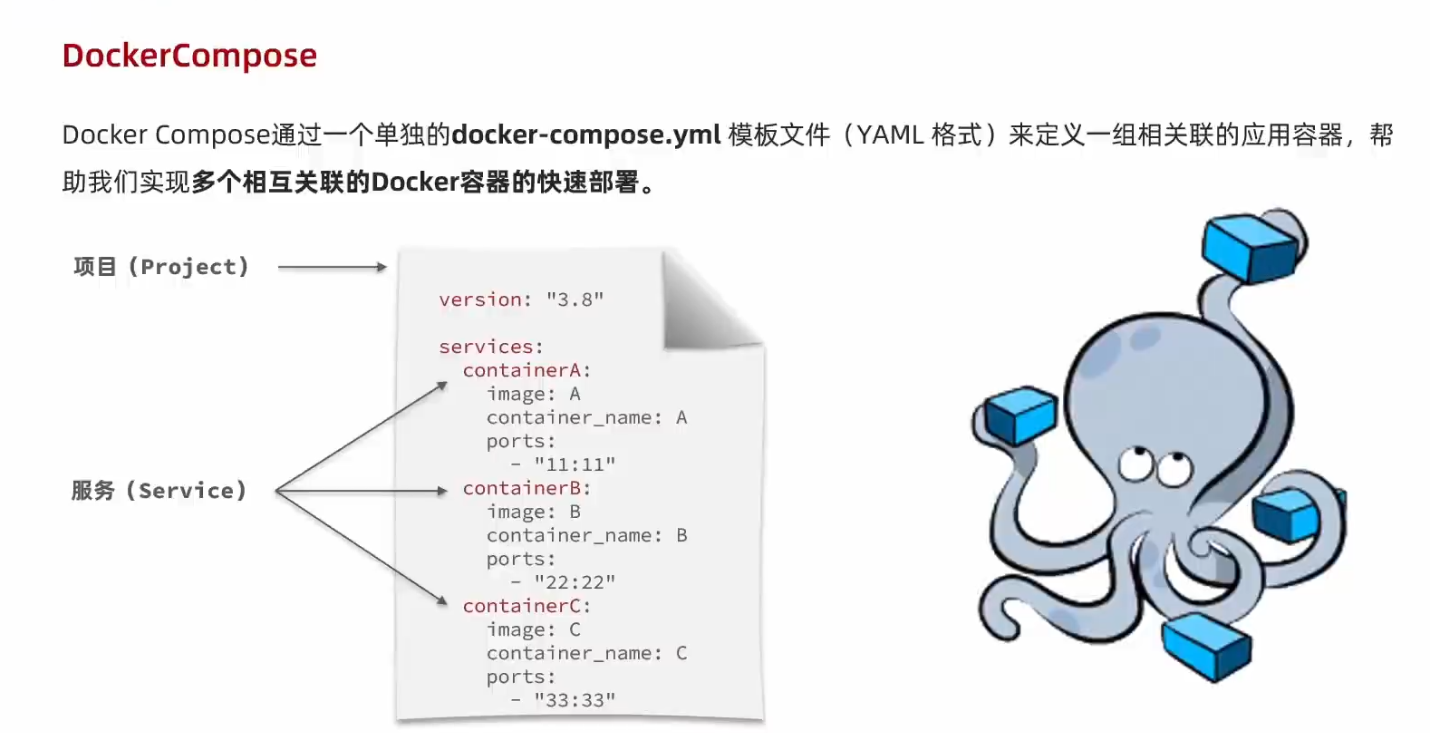 DockerCompose
Docker Compose通过一个单独的docker-compose.yml 模板文件（YAML 格式）来定义一组相关联的应用容器，帮
助我们实现多个相互关联的Docker容器的快速部署。
项目（Project）
version: "3.8"
services:
containerA:
image: A
container_name: A
ports:
- "11:11"
服务（Service）
containerB:
image: B
container_name: B
ports:
- "22:22"
containerC:
image: C
container_name: C
ports:
- "33:33"